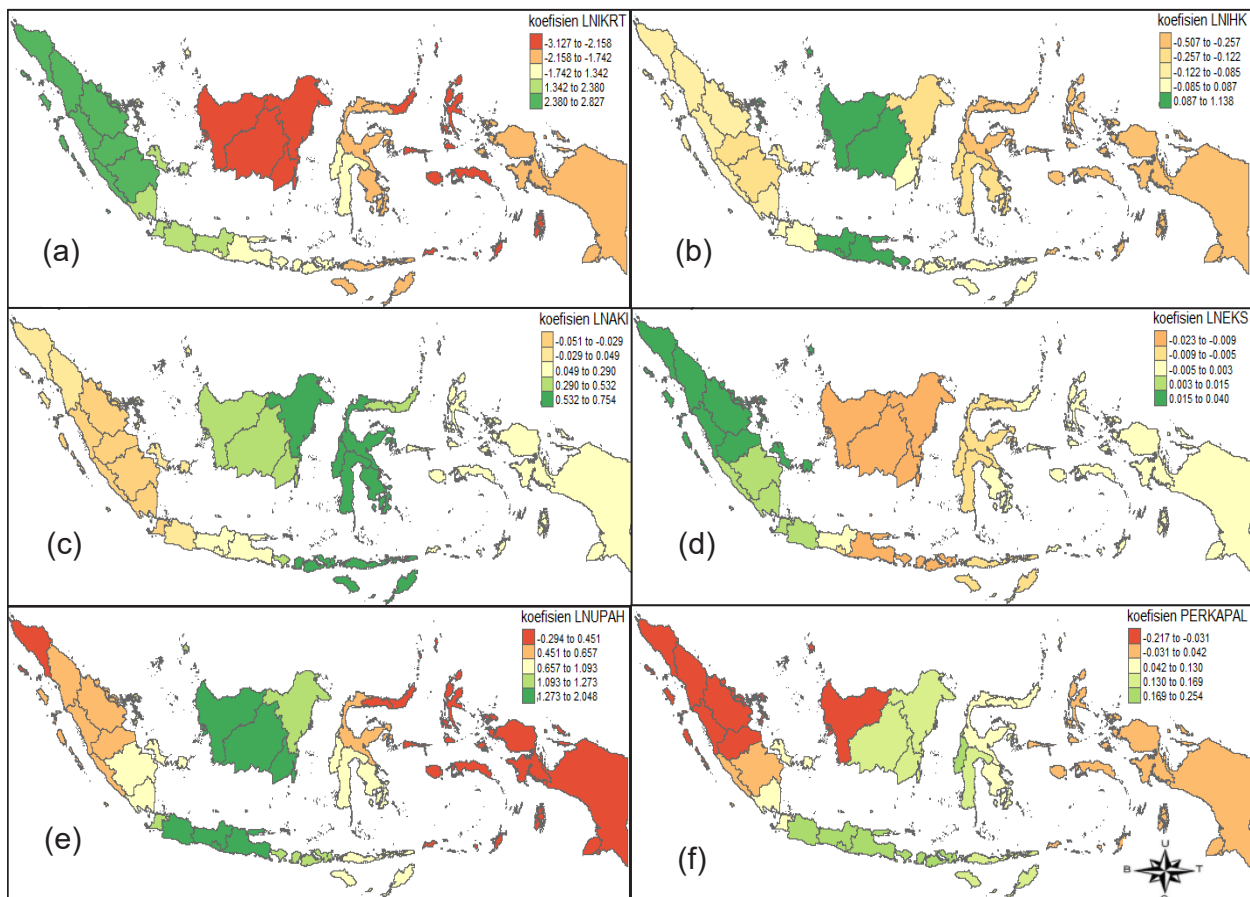 koefisien LNIKRT
-3.127 to -2.158
-2.158 to -1.742
-1.742 to 1.342
1.342 to 2.380
2.380 to 2.827
(a)
koefisien LNIHK
-0.507 to -0.257
-0.257 to -0.122
-0.122 to -0.085
-0.085 to 0.087
0.087 to 1.138
(b)
koefisien LNAKI
-0.051 to -0.029
-0.029 to 0.049
0.049 to 0.290
0.290 to 0.532
0.532 to 0.754
(c)
koefisien LNEKS
-0.023 to -0.009
-0.009 to -0.005
-0.005 to 0.003
0.003 to 0.015
0.015 to 0.040
(d)
koefisien LNUPAH
-0.294 to 0.451
0.451 to 0.657
0.657 to 1.093
1.093 to 1.273
1.273 to 2.048
(e)
koefisien PERKAPAL
-0.217 to -0.031
-0.031 to 0.042
0.042 to 0.130
0.130 to 0.169
0.169 to 0.254
(f)
U
B T